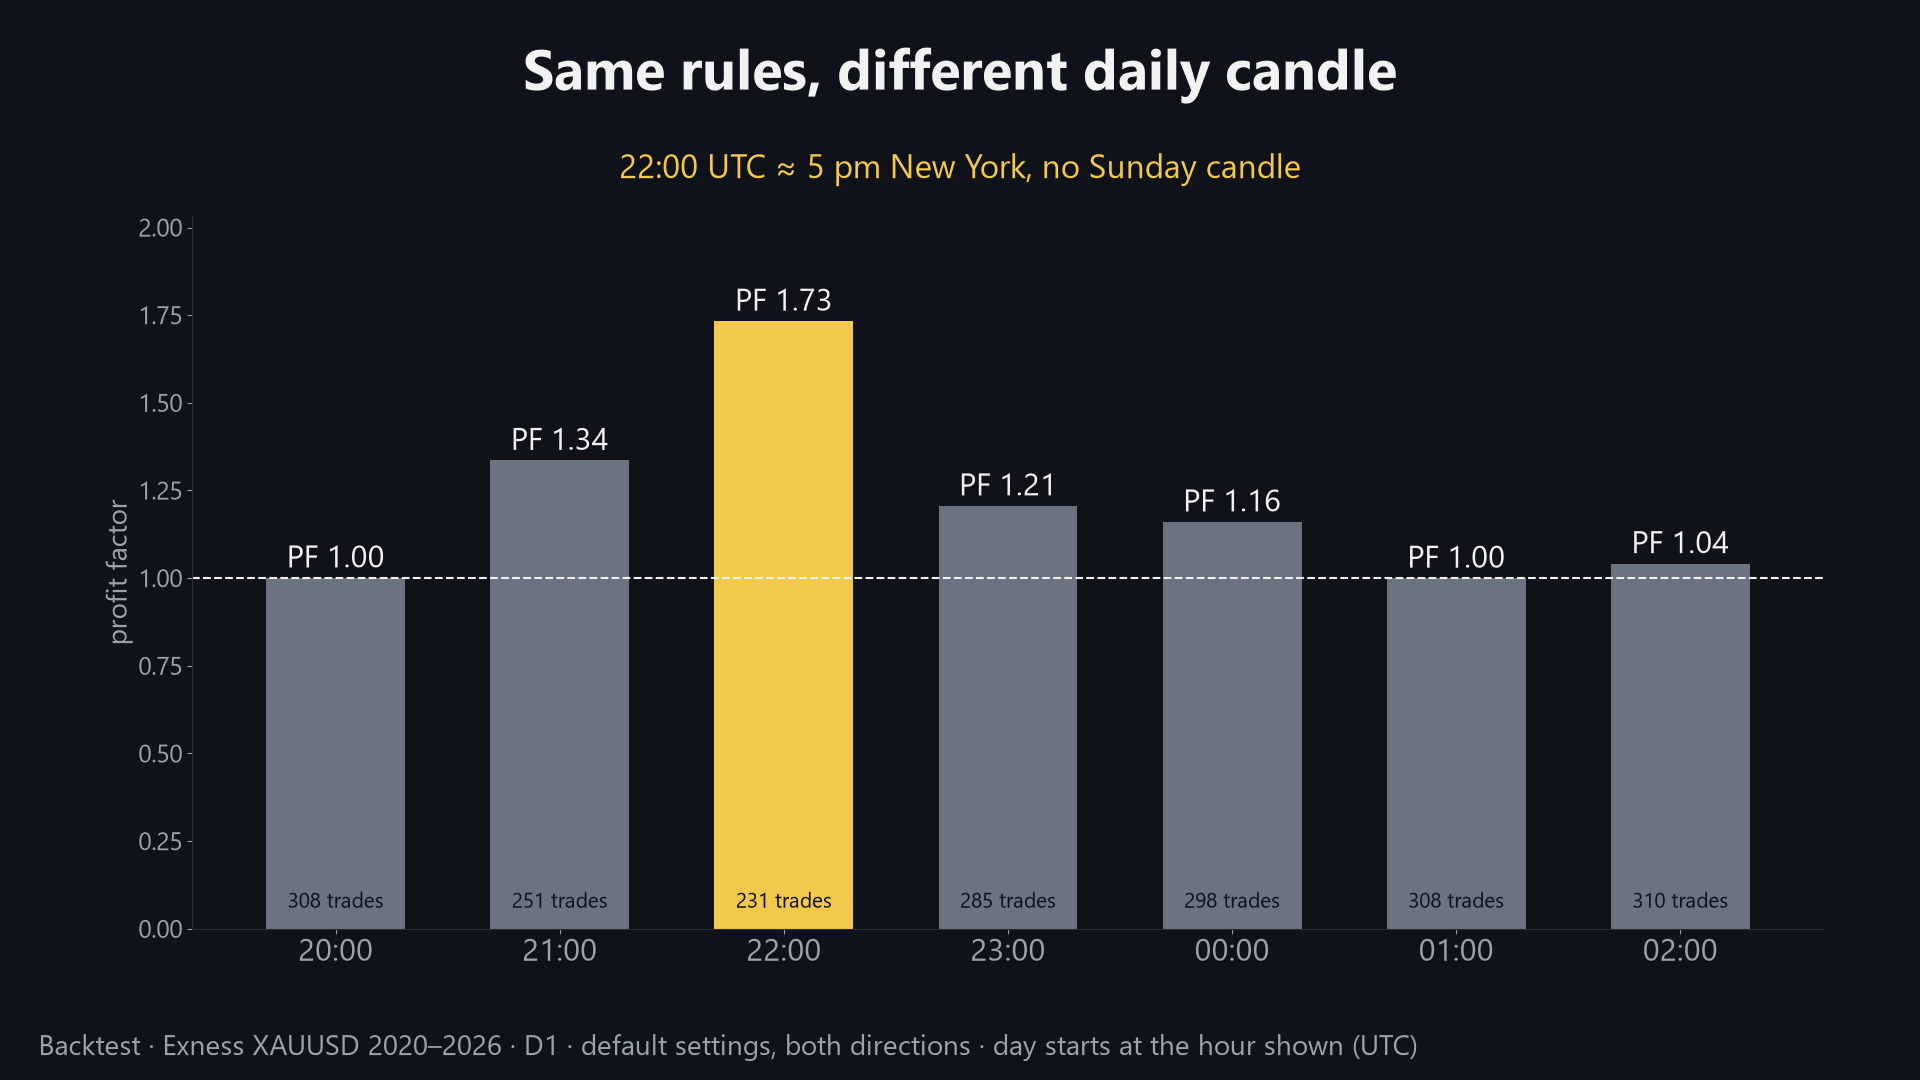 Same rules, different daily candle
22:00 UTC ≈ 5 pm New York, no Sunday candle
profit factor
2.00
1.75
1.50
1.25
1.00
0.75
0.50
0.25
0.00
PF 1.00
PF 1.34
PF 1.73
PF 1.21
PF 1.16
PF 1.00
PF 1.04
308 trades
251 trades
231 trades
285 trades
298 trades
308 trades
310 trades
20:00
21:00
22:00
23:00
00:00
01:00
02:00
Backtest · Exness XAUUSD 2020–2026 · D1 · default settings, both directions · day starts at the hour shown (UTC)